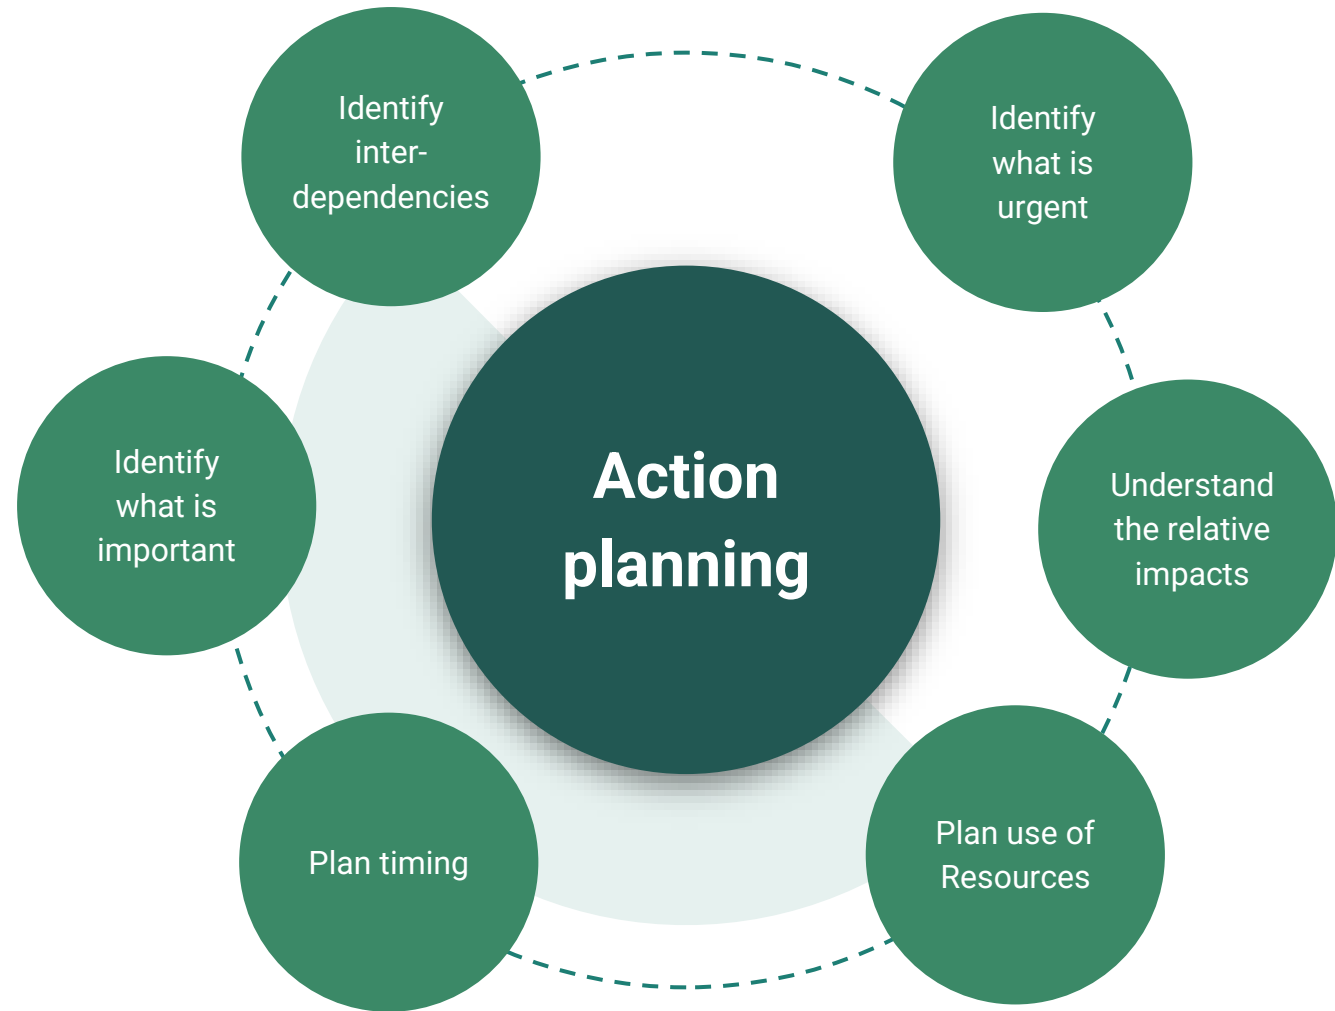 Identify
inter-
dependencies
Identify
what is
urgent
Identify
what is
important
Action
planning
Understand
the relative
impacts
Plan timing
Plan use of
Resources